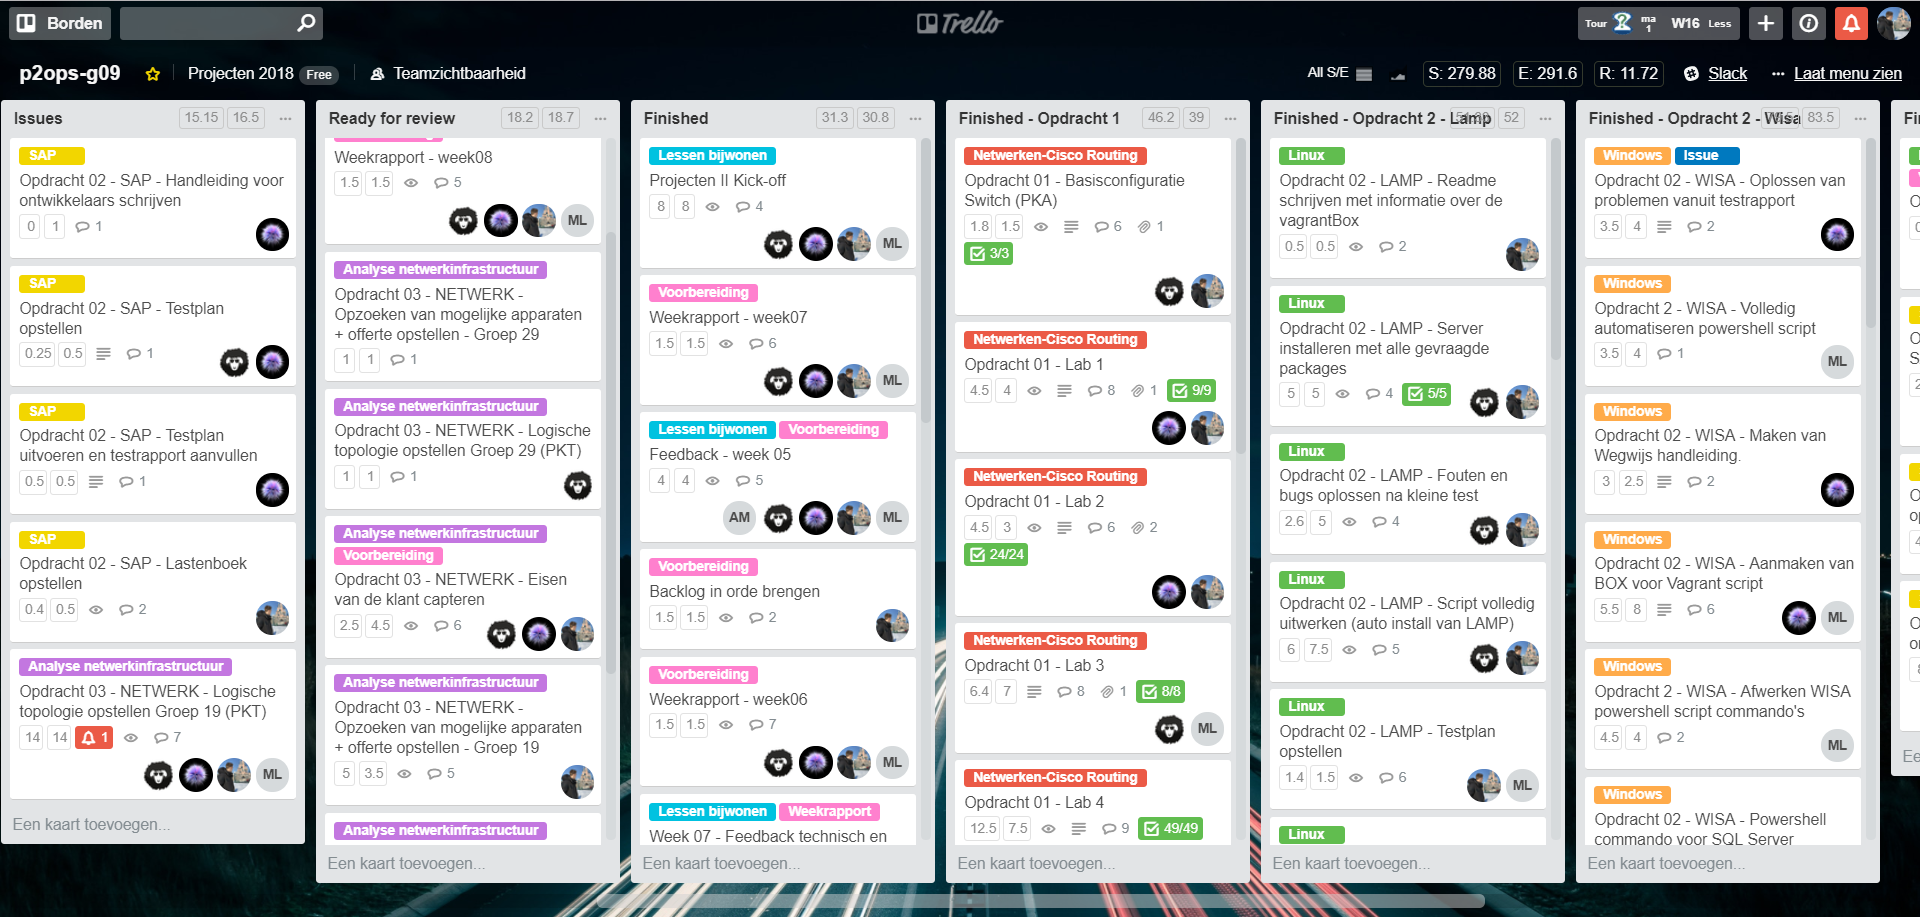 Borden
Trello
Tour
ma
1
W16 Less
p2ops-g09
Projecten 2018 Free
Teamzichtbaarheid
All S/E
S: 279.88
E: 291.6
R: 11.72
Slack
··· Laat menu zien
Issues 15.15 16.5 ···
SAP
Opdracht 02 - SAP - Handleiding voor
ontwikkelaars schrijven
0 1 1
SAP
Opdracht 02 - SAP - Testplan
opstellen
0.25 0.5 1
SAP
Opdracht 02 - SAP - Testplan
uitvoeren en testrapport aanvullen
0.5 0.5 1
SAP
Opdracht 02 - SAP - Lastenboek
opstellen
0.4 0.5 2
Analyse netwerkinfrastructuur
Opdracht 03 - NETWERK - Logische
topologie opstellen Groep 19 (PKT)
14 14 1 7
ML
Een kaart toevoegen...
Ready for review 18.2 18.7 ···
Weekrapport - week08
1.5 1.5 5
ML
Analyse netwerkinfrastructuur
Opdracht 03 - NETWERK -
Opzoeken van mogelijke apparaten
+ offerte opstellen - Groep 29
1 1 1
Analyse netwerkinfrastructuur
Opdracht 03 - NETWERK - Logische
topologie opstellen Groep 29 (PKT)
1 1 1
Analyse netwerkinfrastructuur
Voorbereiding
Opdracht 03 - NETWERK - Eisen
van de klant capteren
2.5 4.5 6
Analyse netwerkinfrastructuur
Opdracht 03 - NETWERK -
Opzoeken van mogelijke apparaten
+ offerte opstellen - Groep 19
5 3.5 5
Analyse netwerkinfrastructuur
Een kaart toevoegen...
Finished 31.3 30.8 ···
Lessen bijwonen
Projecten II Kick-off
8 8 4
ML
Voorbereiding
Weekrapport - week07
1.5 1.5 6
ML
Lessen bijwonen Voorbereiding
Feedback - week 05
4 4 5
AM ML
Voorbereiding
Backlog in orde brengen
1.5 1.5 2
Voorbereiding
Weekrapport - week06
1.5 1.5 7
ML
Lessen bijwonen Weekrapport
Week 07 - Feedback technisch en
Een kaart toevoegen...
Finished - Opdracht 1 46.2 39 ···
Netwerken-Cisco Routing
Opdracht 01 - Basisconfiguratie
Switch (PKA)
1.8 1.5 6 1
3/3
Netwerken-Cisco Routing
Opdracht 01 - Lab 1
4.5 4 8 1 9/9
Netwerken-Cisco Routing
Opdracht 01 - Lab 2
4.5 3 6 2
24/24
Netwerken-Cisco Routing
Opdracht 01 - Lab 3
6.4 7 8 1 8/8
ML
Netwerken-Cisco Routing
Opdracht 01 - Lab 4
12.5 7.5 9 49/49
Een kaart toevoegen...
Finished - Opdracht 2 - Lamp 52 ···
Linux
Opdracht 02 - LAMP - Readme
schrijven met informatie over de
vagrantBox
0.5 0.5 2
Linux
Opdracht 02 - LAMP - Server
installeren met alle gevraagde
packages
5 5 4 5/5
Linux
Opdracht 02 - LAMP - Fouten en
bugs oplossen na kleine test
2.6 5 4
Linux
Opdracht 02 - LAMP - Script volledig
uitwerken (auto install van LAMP)
6 7.5 5
Linux
Opdracht 02 - LAMP - Testplan
opstellen
1.4 1.5 6
ML
Linux
Een kaart toevoegen...
Finished - Opdracht 2 - Wisa 83.5 ···
Windows Issue
Opdracht 02 - WISA - Oplossen van
problemen vanuit testrapport
3.5 4 2
Windows
Opdracht 2 - WISA - Volledig
automatiseren powershell script
3.5 4 1
ML
Windows
Opdracht 02 - WISA - Maken van
Wegwijs handleiding.
3 2.5 2
Windows
Opdracht 02 - WISA - Aanmaken van
BOX voor Vagrant script
5.5 8 6
ML
Windows
Opdracht 2 - WISA - Afwerken WISA
powershell script commando's
4.5 4 2
ML
Windows
Opdracht 02 - WISA - Powershell
commando voor SQL Server
Een kaart toevoegen...